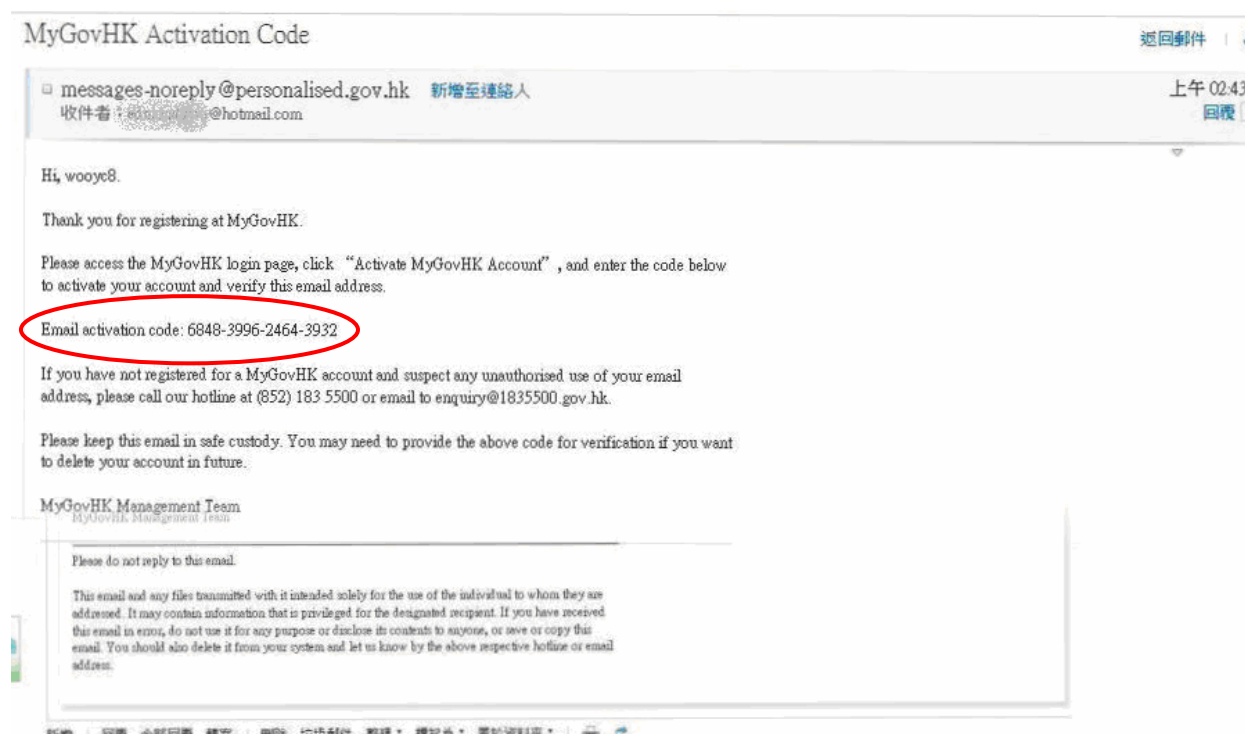 MyGovHK Activation Code
返回郵件
messages-noreply@personalised.gov.hk 新增至連絡人
上午 02:43
收件者： @hotmail.com
回覆
Hi, wooyc8.
Thank you for registering at MyGovHK.
Please access the MyGovHK login page, click “Activate MyGovHK Account”, and enter the code below
to activate your account and verify this email address.
Email activation code: 6848-3996-2464-3932
If you have not registered for a MyGovHK account and suspect any unauthorised use of your email
address, please call our hotline at (852) 183 5500 or email to enquiry@1835500.gov.hk.
Please keep this email in safe custody. You may need to provide the above code for verification if you want
to delete your account in future.
MyGovHK Management Team
MyGovHK Management Team
Please do not reply to this email.
This email and any files transmitted with it intended solely for the use of the individual to whom they are
addressed. It may contain information that is privileged for the designated recipient. If you have received
this email in error, do not use it for any purpose or disclose its contents to anyone, or save or copy this
email. You should also delete it from your system and let us know by the above respective hotline or email
address.